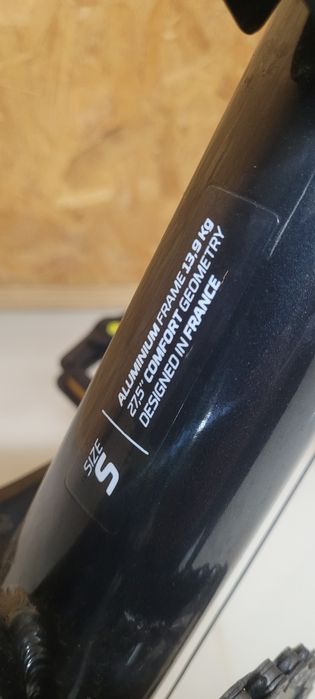 SIZE
S
ALUMINIUM FRAME 13,9 Kg
27,5" COMFORT GEOMETRY
DESIGNED IN FRANCE